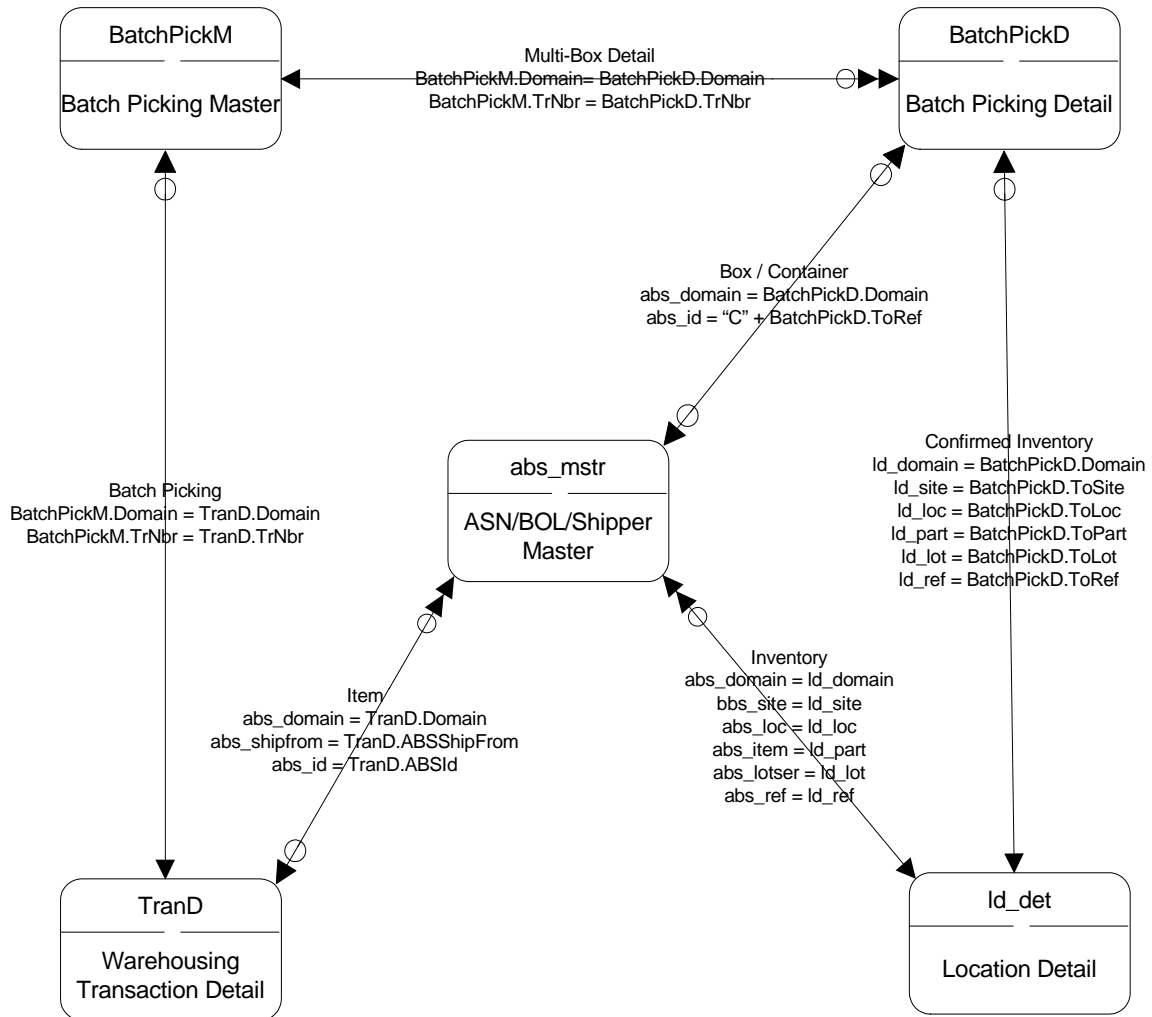 BatchPickM
Batch Picking Master
Multi-Box Detail
BatchPickM.Domain= BatchPickD.Domain
BatchPickM.TrNbr = BatchPickD.TrNbr
BatchPickD
Batch Picking Detail
Box / Container
abs_domain = BatchPickD.Domain
abs_id = “C” + BatchPickD.ToRef
Batch Picking
BatchPickM.Domain = TranD.Domain
BatchPickM.TrNbr = TranD.TrNbr
abs_mstr
ASN/BOL/Shipper
Master
Confirmed Inventory
ld_domain = BatchPickD.Domain
ld_site = BatchPickD.ToSite
ld_loc = BatchPickD.ToLoc
ld_part = BatchPickD.ToPart
ld_lot = BatchPickD.ToLot
ld_ref = BatchPickD.ToRef
Item
abs_domain = TranD.Domain
abs_shipfrom = TranD.ABSShipFrom
abs_id = TranD.ABSId
Inventory
abs_domain = ld_domain
bbs_site = ld_site
abs_loc = ld_loc
abs_item = ld_part
abs_lotser = ld_lot
abs_ref = ld_ref
TranD
Warehousing
Transaction Detail
ld_det
Location Detail